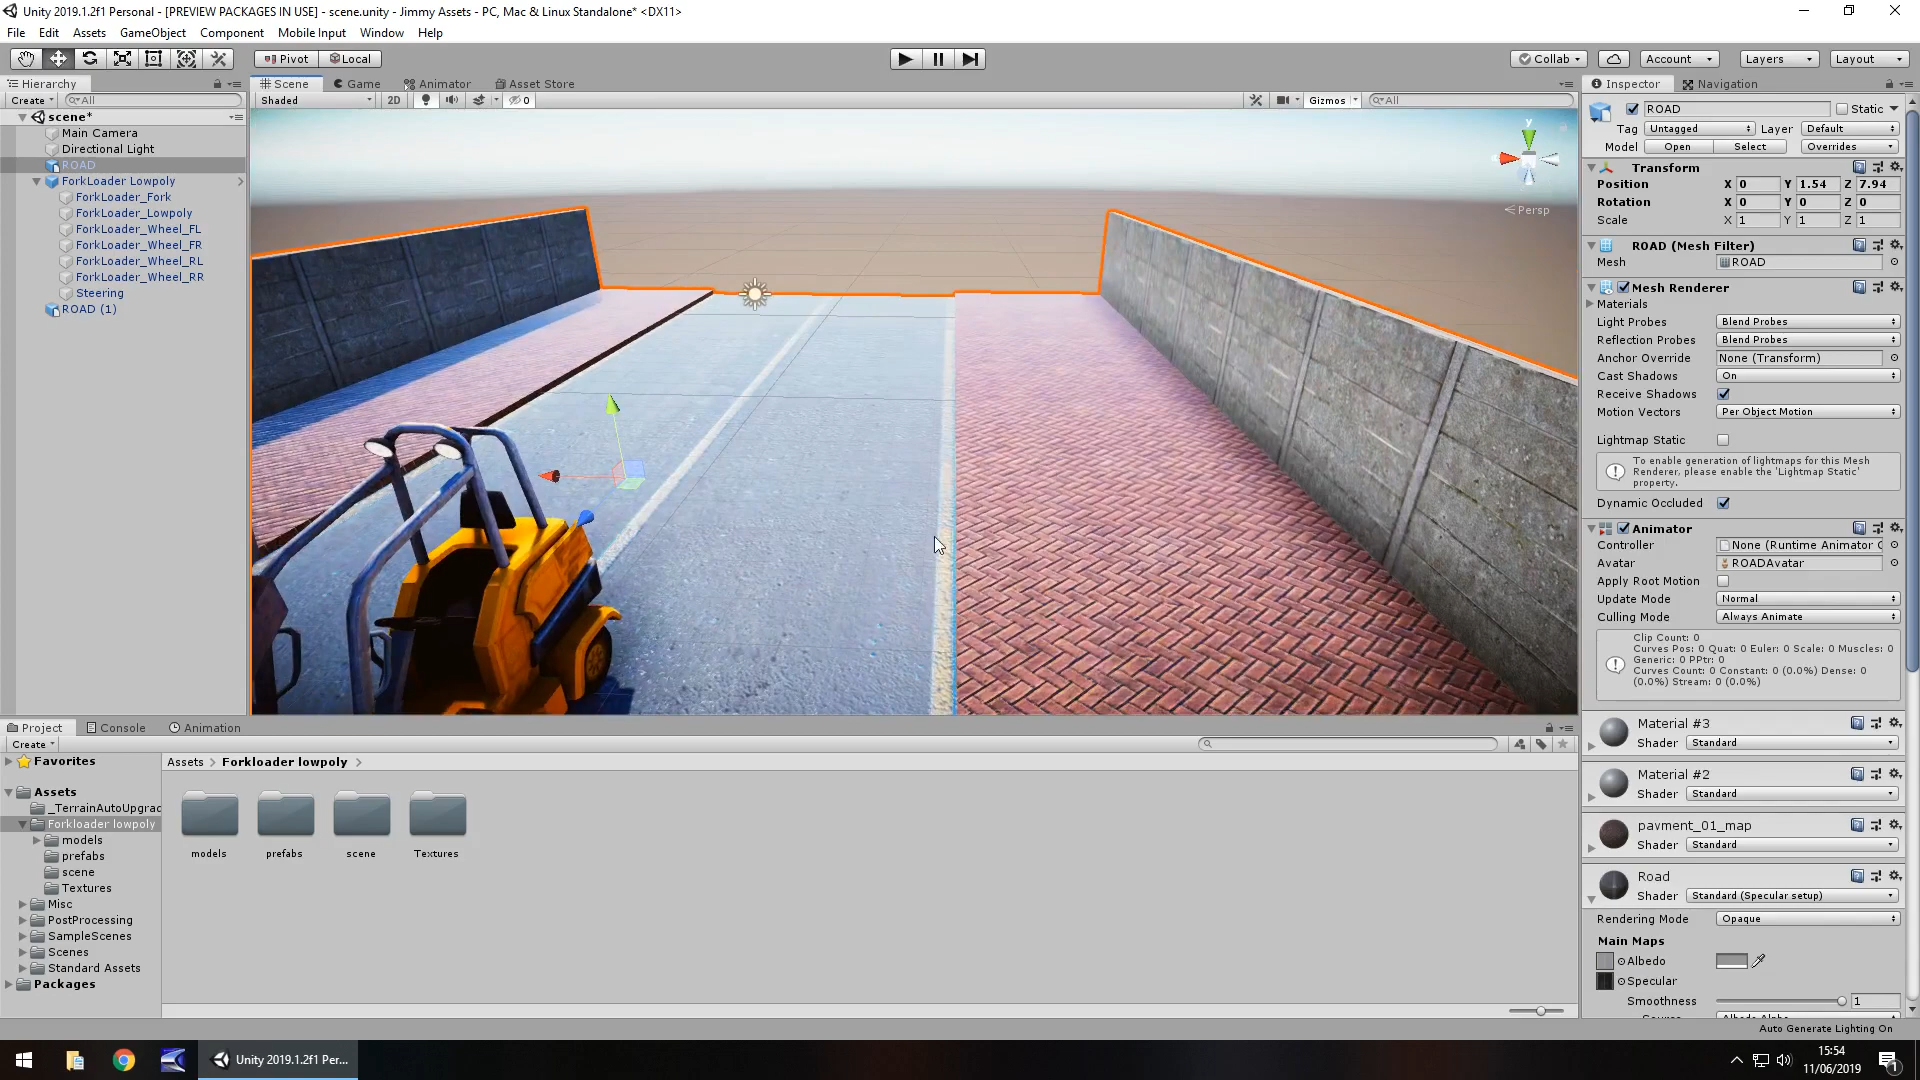 Unity 2019.1.2f1 Personal - [PREVIEW PACKAGES IN USE] - scene.unity - Jimmy Assets - PC, Mac & Linux Standalone* <DX11>
File Edit Assets GameObject Component Mobile Input Window Help
Pivot Local Collab Account Layers Layout
Hierarchy Scene Game Animator Asset Store Inspector Navigation
Create All Shaded 2D 0 Gizmos All
scene*
Main Camera
Directional Light
ROAD
ForkLoader Lowpoly
ForkLoader_Fork
ForkLoader_Lowpoly
ForkLoader_Wheel_FL
ForkLoader_Wheel_FR
ForkLoader_Wheel_RL
ForkLoader_Wheel_RR
Steering
ROAD (1)
y
Persp
ROAD Static
Tag Untagged Layer Default
Model Open Select Overrides
Transform
Position X 0 Y 1.54 Z 7.94
Rotation X 0 Y 0 Z 0
Scale X 1 Y 1 Z 1
ROAD (Mesh Filter)
Mesh ROAD
Mesh Renderer
Materials
Light Probes Blend Probes
Reflection Probes Blend Probes
Anchor Override None (Transform)
Cast Shadows On
Receive Shadows
Motion Vectors Per Object Motion
Lightmap Static
To enable generation of lightmaps for this Mesh
Renderer, please enable the 'Lightmap Static'
property.
Dynamic Occluded
Animator
Controller None (Runtime Animator C
Avatar ROADAvatar
Apply Root Motion
Update Mode Normal
Culling Mode Always Animate
Clip Count: 0
Curves Pos: 0 Quat: 0 Euler: 0 Scale: 0 Muscles: 0
Generic: 0 PPtr: 0
Curves Count: 0 Constant: 0 (0.0%) Dense: 0
(0.0%) Stream: 0 (0.0%)
Material #3
Shader Standard
Material #2
Shader Standard
pavment_01_map
Shader Standard
Road
Shader Standard (Specular setup)
Rendering Mode Opaque
Main Maps
Albedo
Specular
Smoothness 1
Project Console Animation
Create
Favorites
Assets
_TerrainAutoUpgrad
Forkloader lowpoly
models
prefabs
scene
Textures
Misc
PostProcessing
SampleScenes
Scenes
Standard Assets
Packages
Assets > Forkloader lowpoly >
models prefabs scene Textures
Auto Generate Lighting On
Unity 2019.1.2f1 Per...
15:54
11/06/2019
1